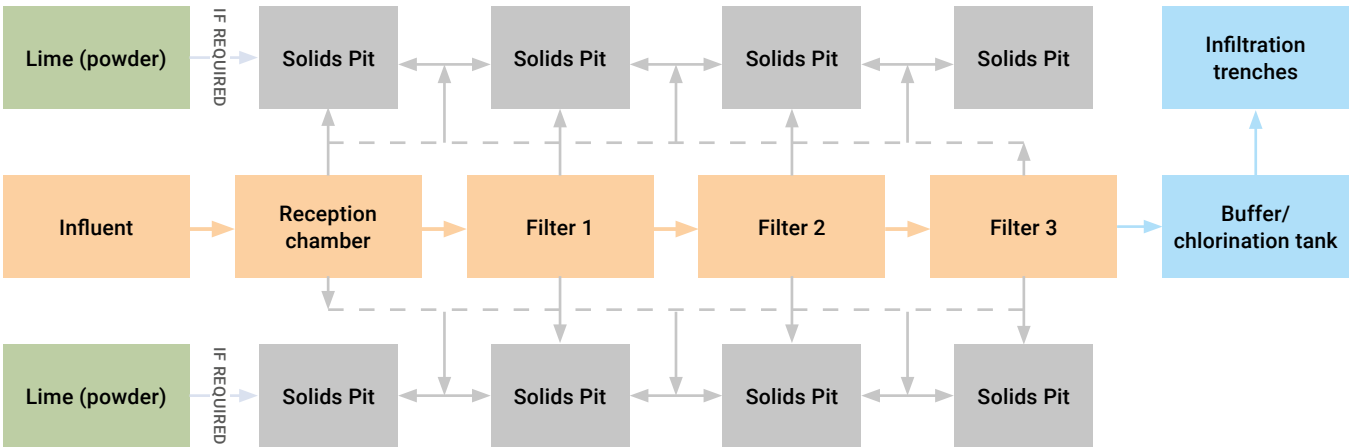 Lime (powder)
IF REQUIRED
Solids Pit
Solids Pit
Solids Pit
Solids Pit
Infiltration
trenches
Influent
Reception
chamber
Filter 1
Filter 2
Filter 3
Buffer/
chlorination tank
Lime (powder)
IF REQUIRED
Solids Pit
Solids Pit
Solids Pit
Solids Pit